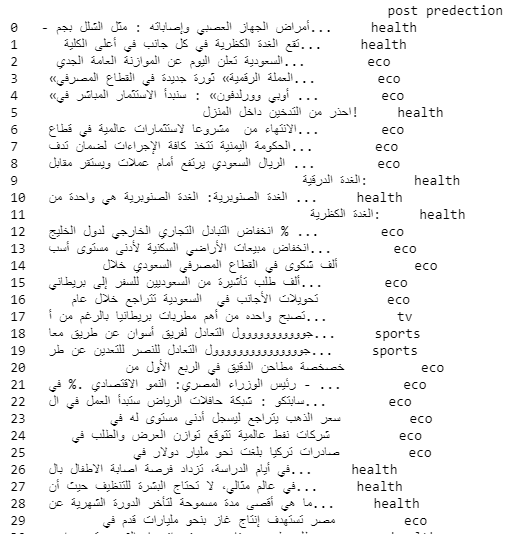 post predection
0 - أمراض الجهاز العصبي وإصاباته : مثل الشلل بجم... health
1 تقع الغدة الكظرية في كل جانب في أعلى الكلية... health
2 السعودية تعلن اليوم عن الموازنة العامة الجدي... eco
3 «العملة الرقمية» ثورة جديدة في القطاع المصرفي... eco
4 «أوبي وورلدفون» : سنبدأ الاستثمار المباشر في ... eco
5 احذر من التدخين داخل المنزل! health
6 الانتهاء من مشروعا لاستثمارات عالمية في قطاع... eco
7 الحكومة اليمنية تتخذ كافة الإجراءات لضمان تدف... eco
8 الريال السعودي يرتفع أمام عملات ويستقر مقابل ... eco
9 الغدة الدرقية: health
10 الغدة الصنوبرية: الغدة الصنوبرية هي واحدة من ... health
11 الغدة الكظرية: health
12 % انخفاض التبادل التجاري الخارجي لدول الخليج ... eco
13 انخفاض مبيعات الأراضي السكنية لأدنى مستوى أسب... eco
14 ألف شكوى في القطاع المصرفي السعودي خلال eco
15 ألف طلب تأشيرة من السعوديين للسفر إلى بريطاني... eco
16 تحويلات الأجانب في السعودية تتراجع خلال عام eco
17 تصبح واحده من أهم مطربات بريطانيا بالرغم من أ... tv
18 جوووووووووول التعادل لفريق أسوان عن طريق معا... sports
19 جووووووووووووول التعادل للنصر للتعدين عن طر... sports
20 خصخصة مطاحن الدقيق في الربع الأول من eco
21 رئيس الوزراء المصري: النمو الاقتصادي .% في - ... eco
22 سابتكو : شبكة حافلات الرياض ستبدأ العمل في ال... eco
23 سعر الذهب يتراجع ليسجل أدنى مستوى له في eco
24 شركات نفط عالمية تتوقع توازن العرض والطلب في eco
25 صادرات تركيا بلغت نحو مليار دولار في eco
26 في أيام الدراسة، تزداد فرصة اصابة الاطفال بال... health
27 في عالم مثالي، لا تحتاج البشرة للتنظيف حيث أن... health
28 ما هي أقصى مدة مسموحة لتأخر الدورة الشهرية عن... health
29 مصر تستهدف إنتاج غاز بنحو مليارات قدم في eco